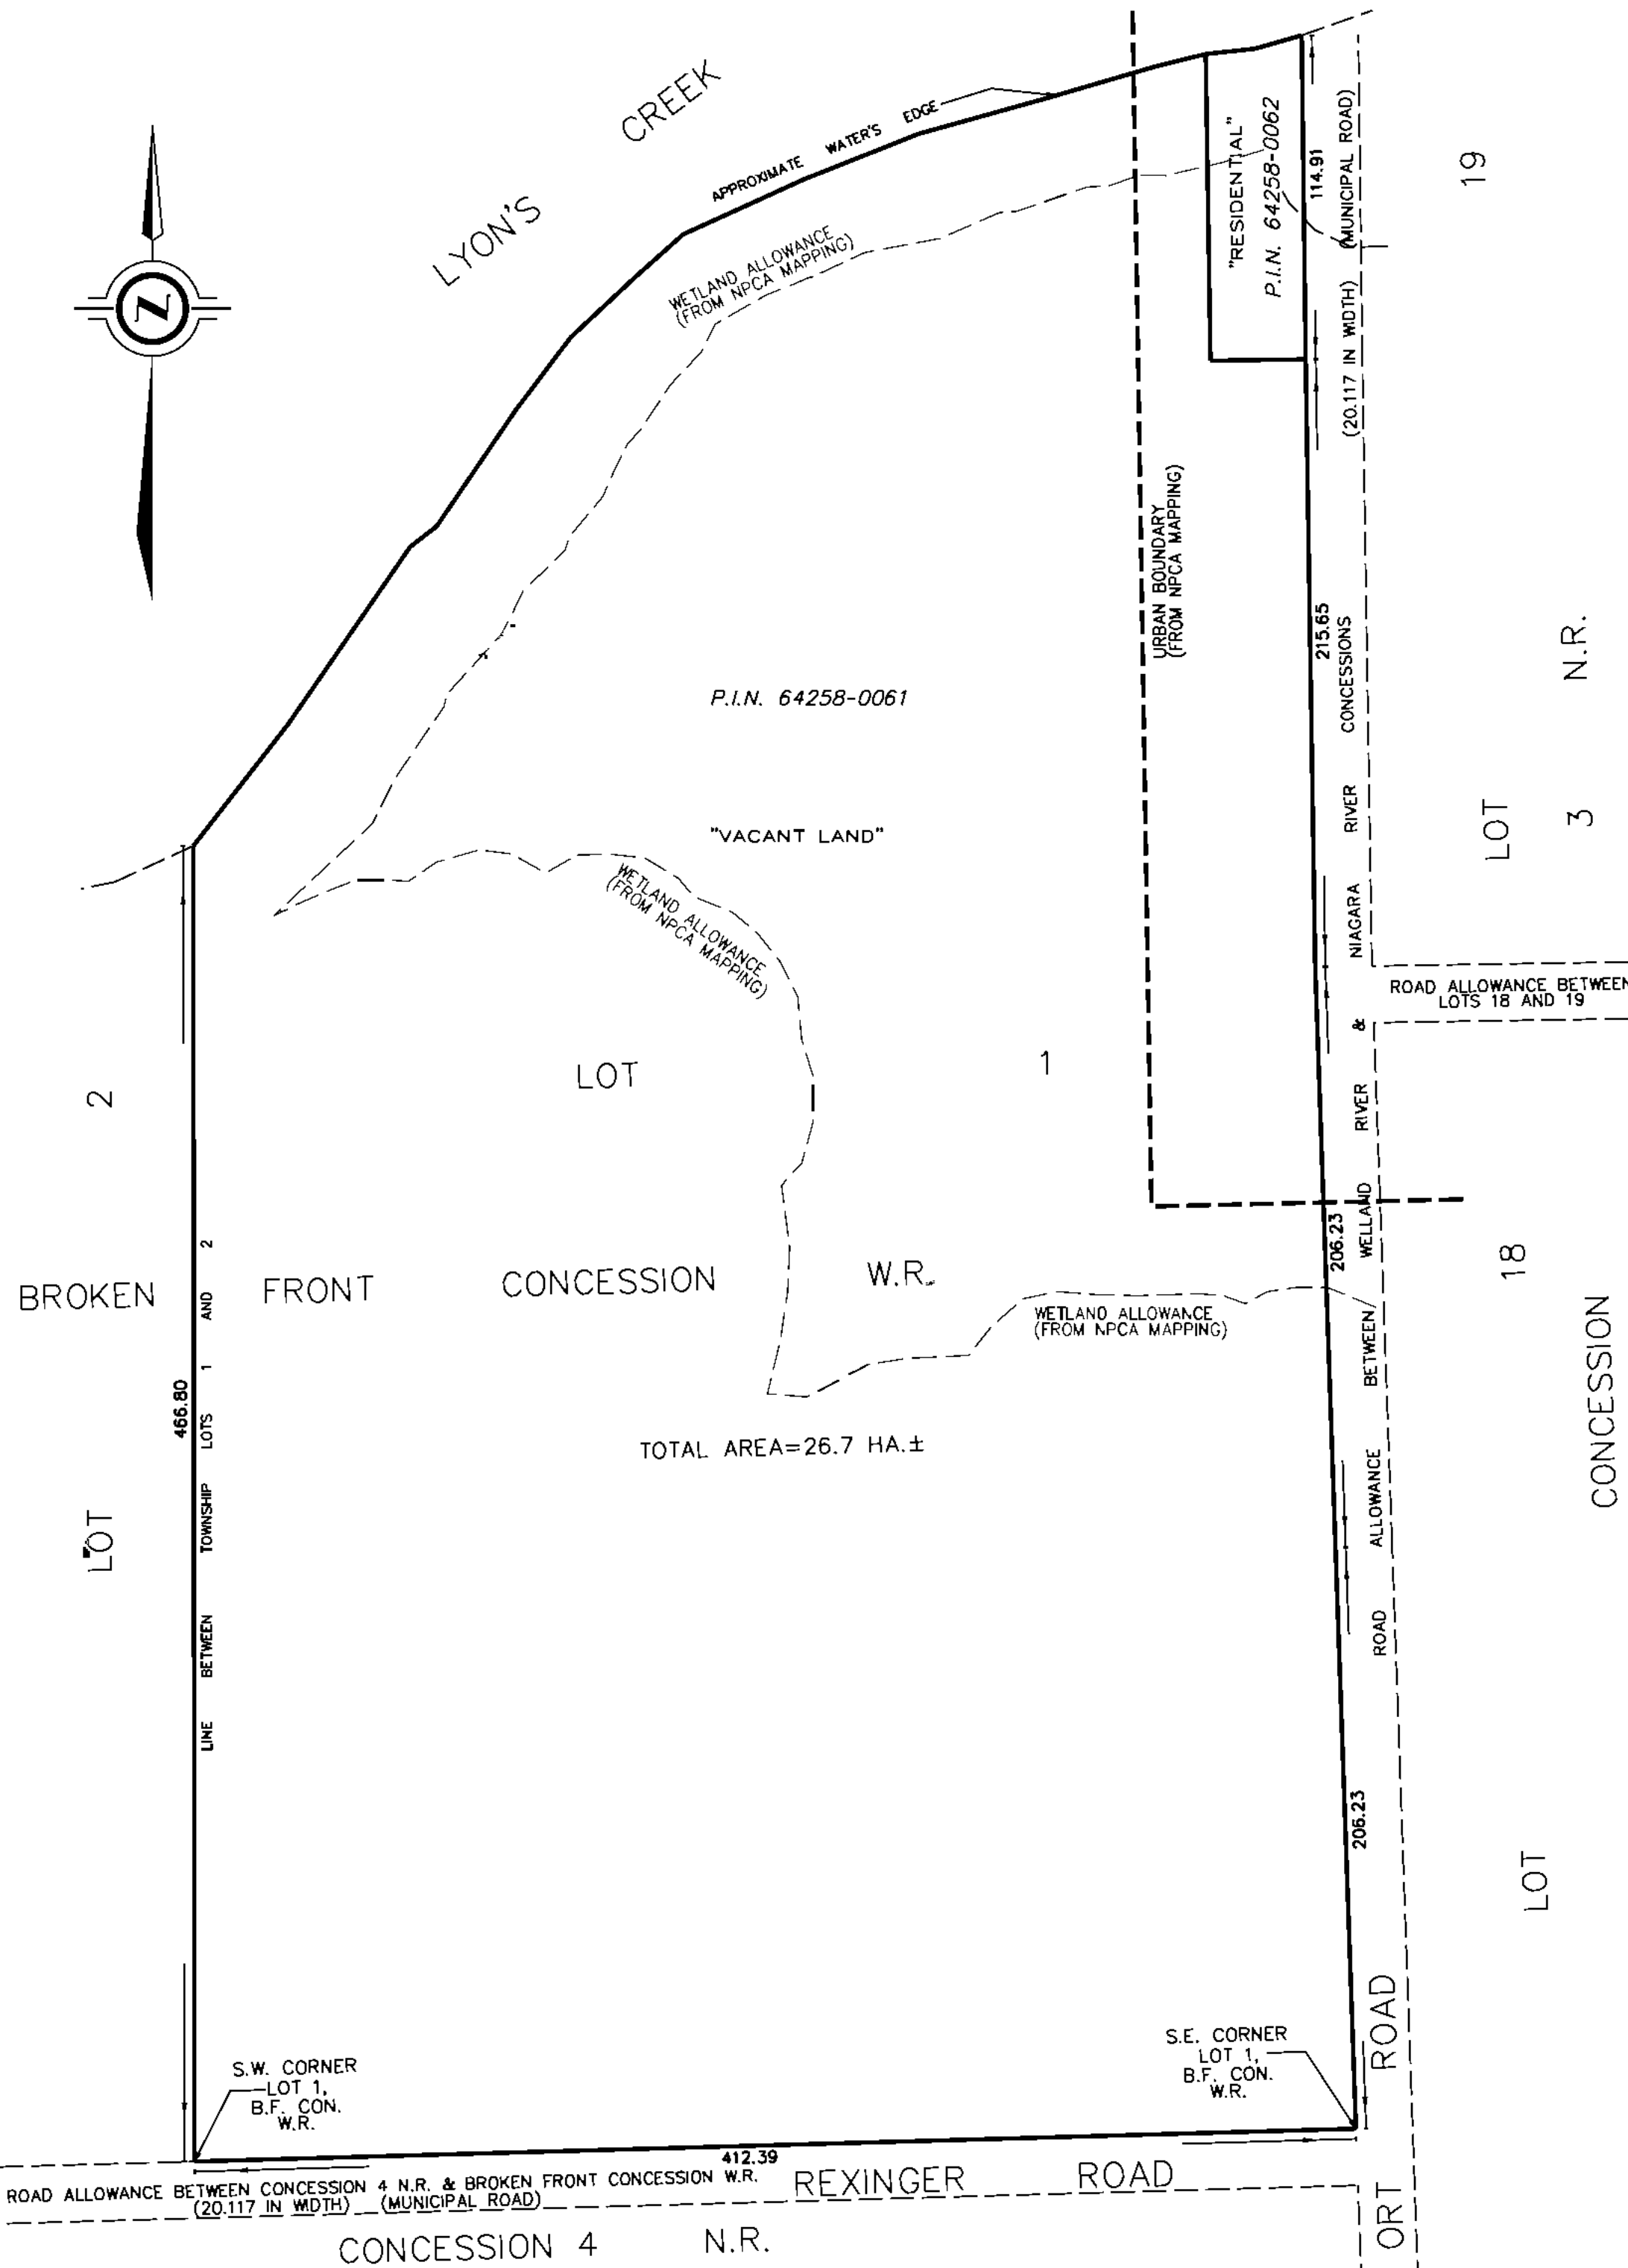 LYON'S CREEK
APPROXIMATE WATER'S EDGE
WETLAND ALLOWANCE
(FROM NPCA MAPPING)
"RESIDENTIAL"
P.I.N. 64258-0062
114.91
(20.117 IN WIDTH) (MUNICIPAL ROAD)
19
N
URBAN BOUNDARY
(FROM NPCA MAPPING)
215.65
P.I.N. 64258-0061
"VACANT LAND"
WETLAND ALLOWANCE
(FROM NPCA MAPPING)
LOT
3 N.R.
ROAD ALLOWANCE BETWEEN
LOTS 18 AND 19
LOT 1
2
BROKEN FRONT CONCESSION W.R.
206.23
18
WETLAND ALLOWANCE
(FROM NPCA MAPPING)
ROAD ALLOWANCE BETWEEN WELLAND RIVER & NIAGARA RIVER CONCESSIONS
CONCESSION
466.80
LINE BETWEEN TOWNSHIP LOTS 1 AND 2
TOTAL AREA=26.7 HA.±
LOT
206.23
LOT
S.W. CORNER
LOT 1,
B.F. CON.
W.R.
S.E. CORNER
LOT 1,
B.F. CON.
W.R.
412.39
ORT ROAD
ROAD ALLOWANCE BETWEEN CONCESSION 4 N.R. & BROKEN FRONT CONCESSION W.R.
(20.117 IN WIDTH) (MUNICIPAL ROAD)
REXINGER ROAD
CONCESSION 4 N.R.